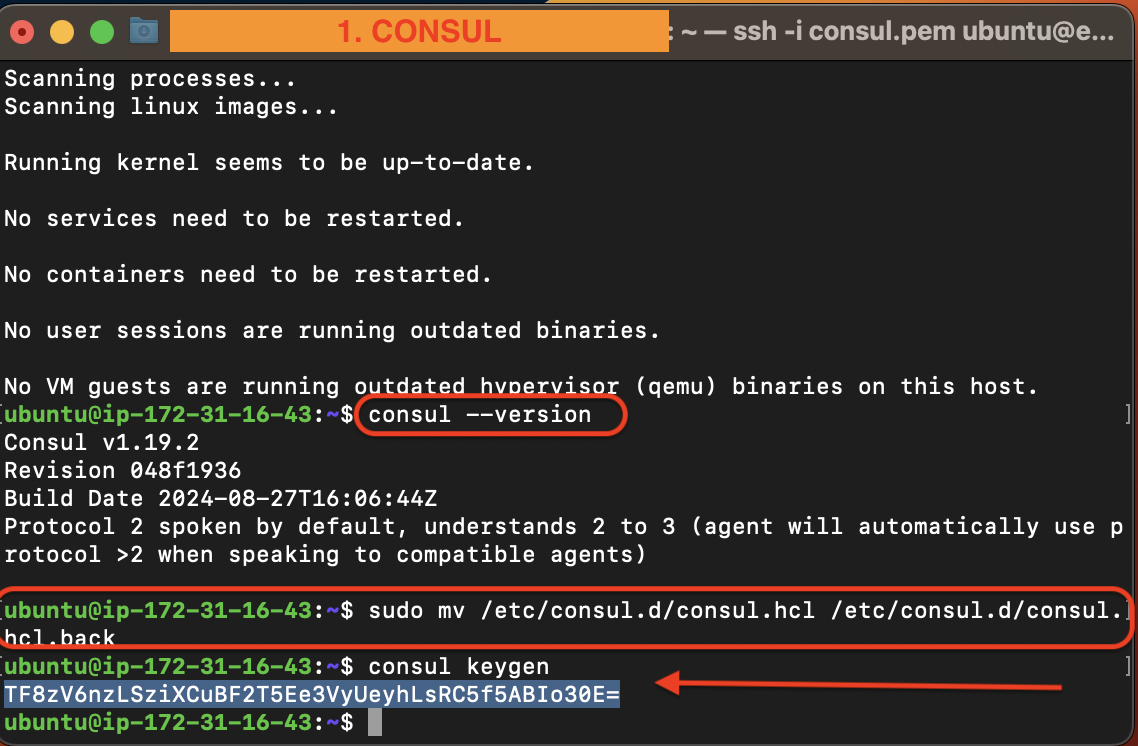 1. CONSUL
: ~ — ssh -i consul.pem ubuntu@e...
Scanning processes...
Scanning linux images...
Running kernel seems to be up-to-date.
No services need to be restarted.
No containers need to be restarted.
No user sessions are running outdated binaries.
No VM guests are running outdated hypervisor (qemu) binaries on this host.
[ubuntu@ip-172-31-16-43:~$ consul --version ]
Consul v1.19.2
Revision 048f1936
Build Date 2024-08-27T16:06:44Z
Protocol 2 spoken by default, understands 2 to 3 (agent will automatically use p
rotocol >2 when speaking to compatible agents)
[ubuntu@ip-172-31-16-43:~$ sudo mv /etc/consul.d/consul.hcl /etc/consul.d/consul.]
hcl.back
[ubuntu@ip-172-31-16-43:~$ consul keygen ]
TF8zV6nzLSziXCuBF2T5Ee3VyUeyhLsRC5f5ABIo30E=
ubuntu@ip-172-31-16-43:~$